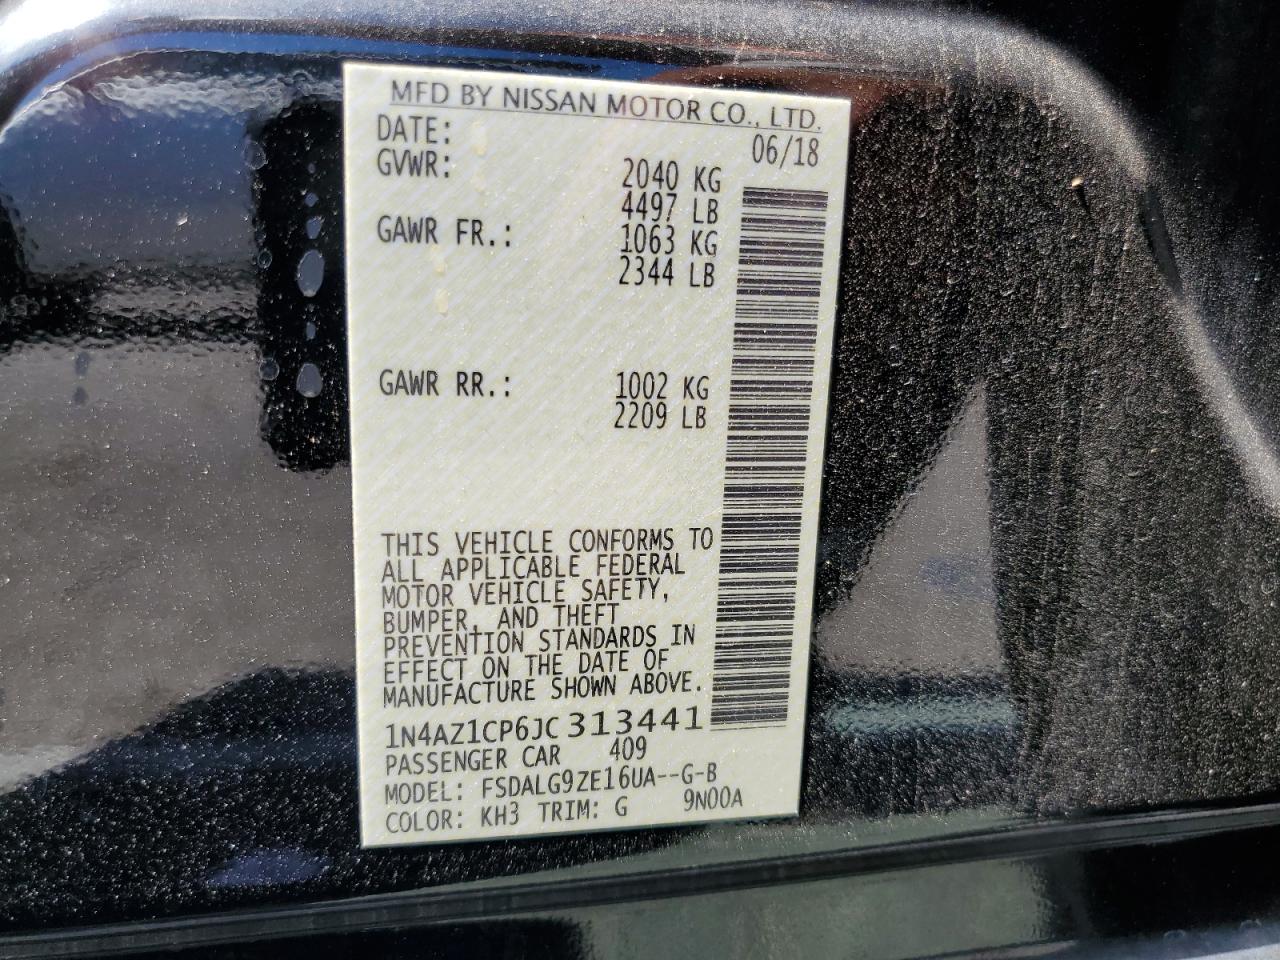 MFD BY NISSAN MOTOR CO., LTD.
DATE: 06/18
GVWR: 2040 KG
4497 LB
GAWR FR.: 1063 KG
2344 LB
GAWR RR.: 1002 KG
2209 LB
THIS VEHICLE CONFORMS TO
ALL APPLICABLE FEDERAL
MOTOR VEHICLE SAFETY,
BUMPER, AND THEFT
PREVENTION STANDARDS IN
EFFECT ON THE DATE OF
MANUFACTURE SHOWN ABOVE.
1N4AZ1CP6JC313441
PASSENGER CAR 409
MODEL: FSDALG9ZE16UA--G-B
COLOR: KH3 TRIM: G 9N00A